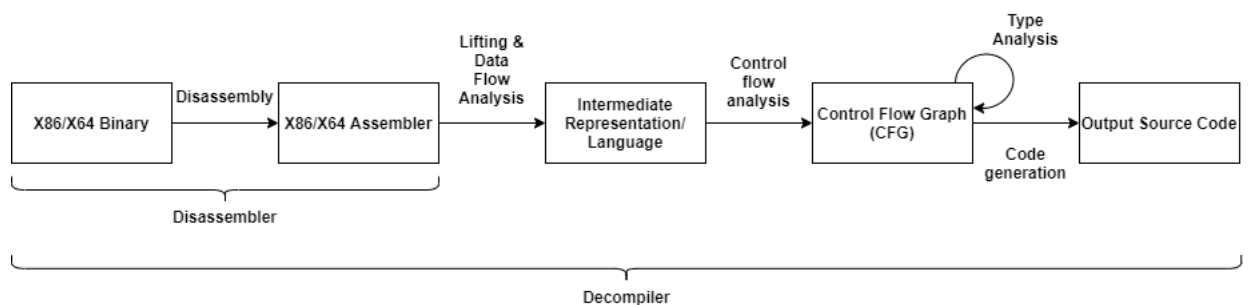 Type
Analysis
Lifting &
Data
Flow
Analysis
Control
flow
analysis
Disassembly
X86/X64 Binary
X86/X64 Assembler
Intermediate
Representation/
Language
Control Flow Graph
(CFG)
Output Source Code
Code
generation
Disassembler
Decompiler